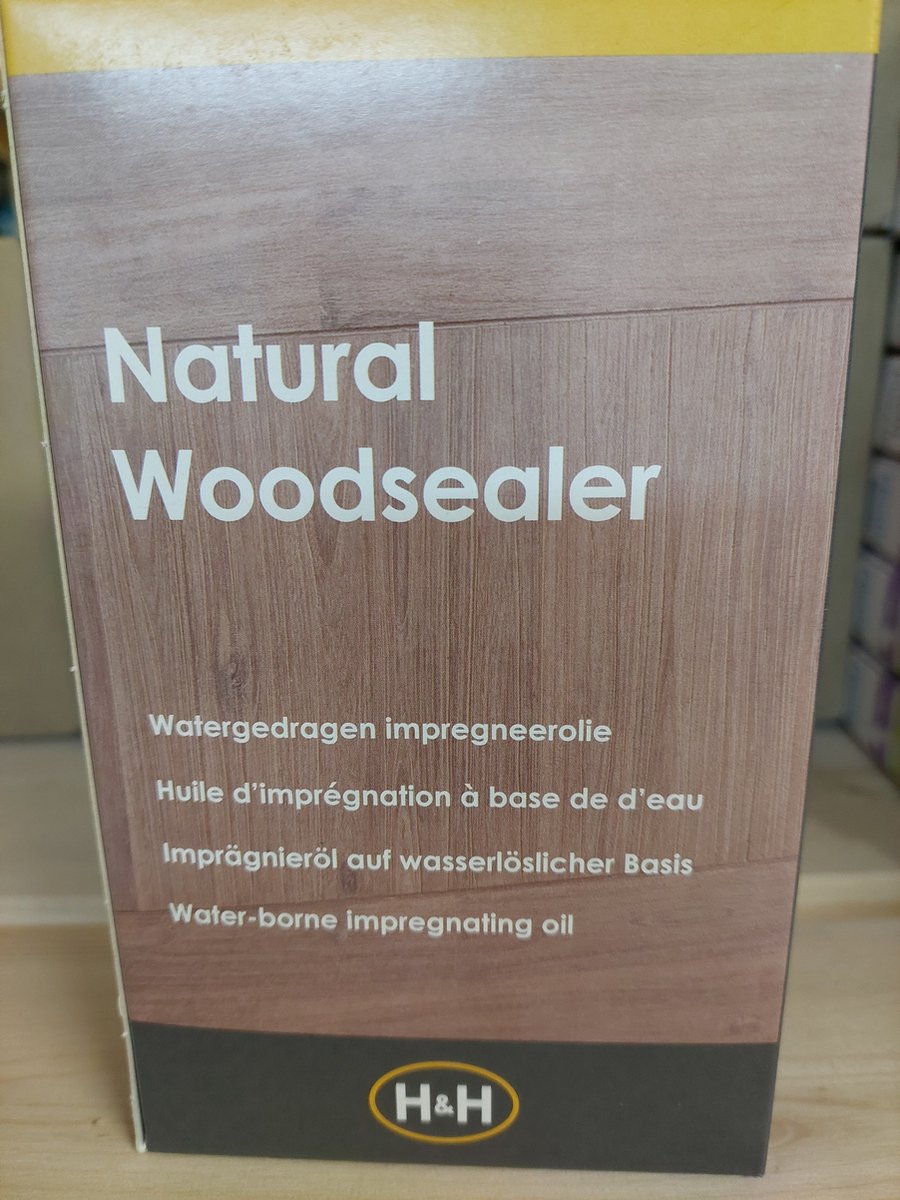 Natural
Woodsealer
Watergedragen impregneerolie
Huile d'imprégnation à base de d'eau
Imprägnieröl auf wasserlöslicher Basis
Water-borne impregnating oil
H&H